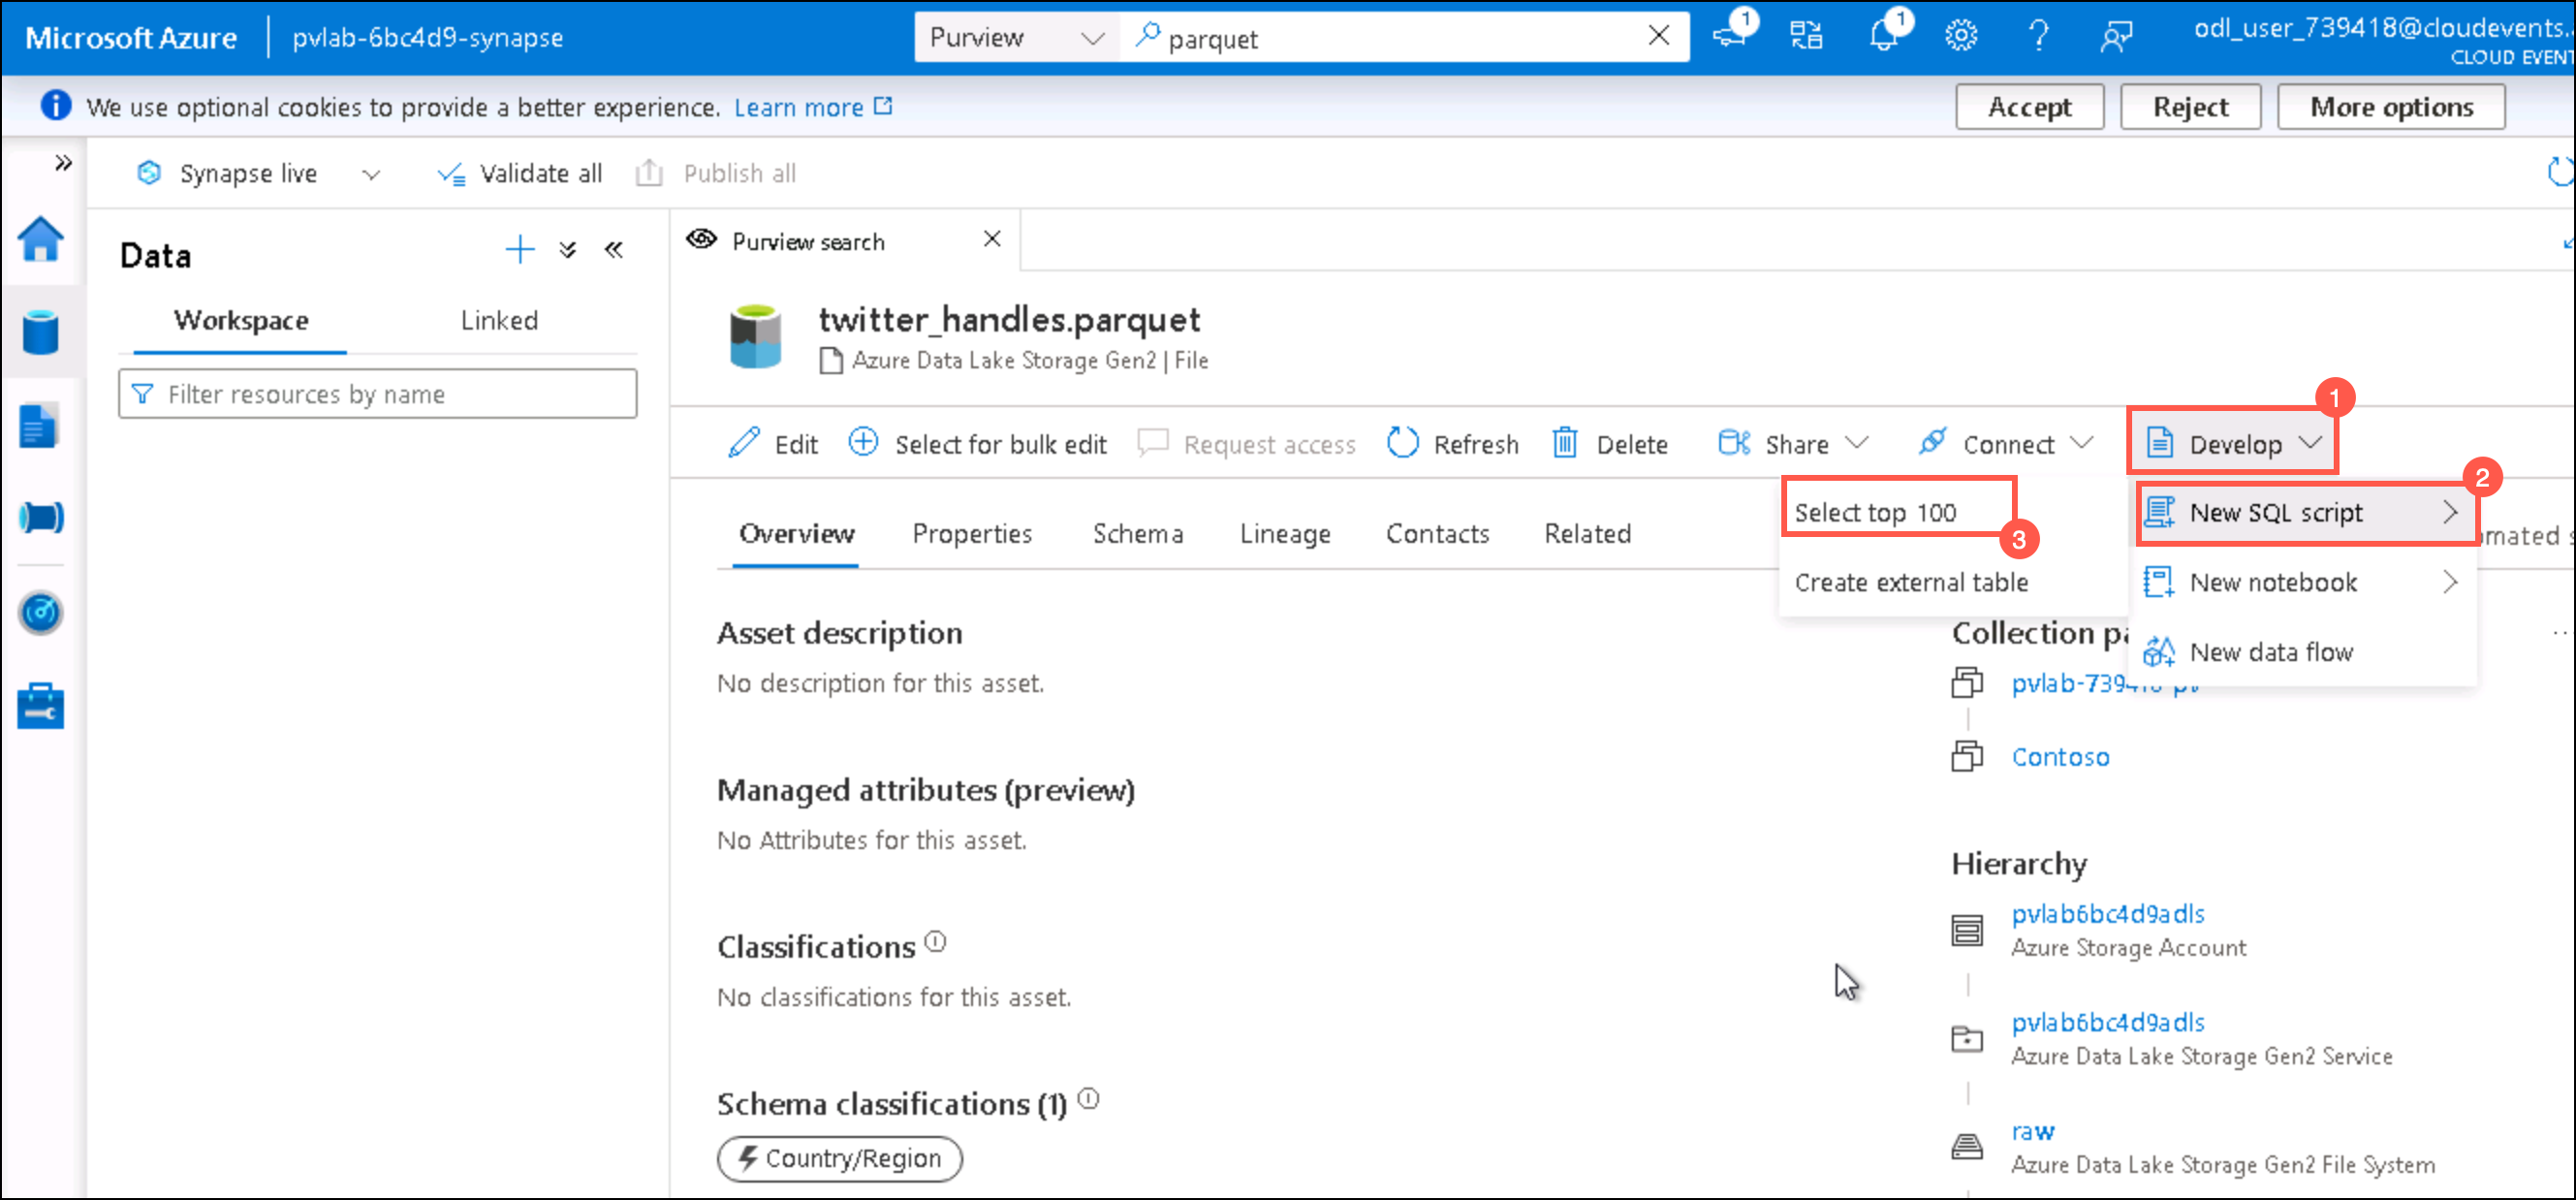 Microsoft Azure
pvlab-6bc4d9-synapse
Purview
parquet
1
1
odl_user_739418@cloudevents.
CLOUD EVENT
We use optional cookies to provide a better experience. Learn more
Accept
Reject
More options
Synapse live
Validate all
Publish all
Data
Workspace
Linked
Filter resources by name
Purview search
twitter_handles.parquet
Azure Data Lake Storage Gen2 | File
Edit
Select for bulk edit
Request access
Refresh
Delete
Share
Connect
Develop
1
New SQL script
2
New notebook
New data flow
Select top 100
3
Create external table
Overview
Properties
Schema
Lineage
Contacts
Related
Asset description
No description for this asset.
Managed attributes (preview)
No Attributes for this asset.
Classifications
No classifications for this asset.
Schema classifications (1)
Country/Region
Collection pa
Contoso
Hierarchy
pvlab6bc4d9adls
Azure Storage Account
pvlab6bc4d9adls
Azure Data Lake Storage Gen2 Service
raw
Azure Data Lake Storage Gen2 File System